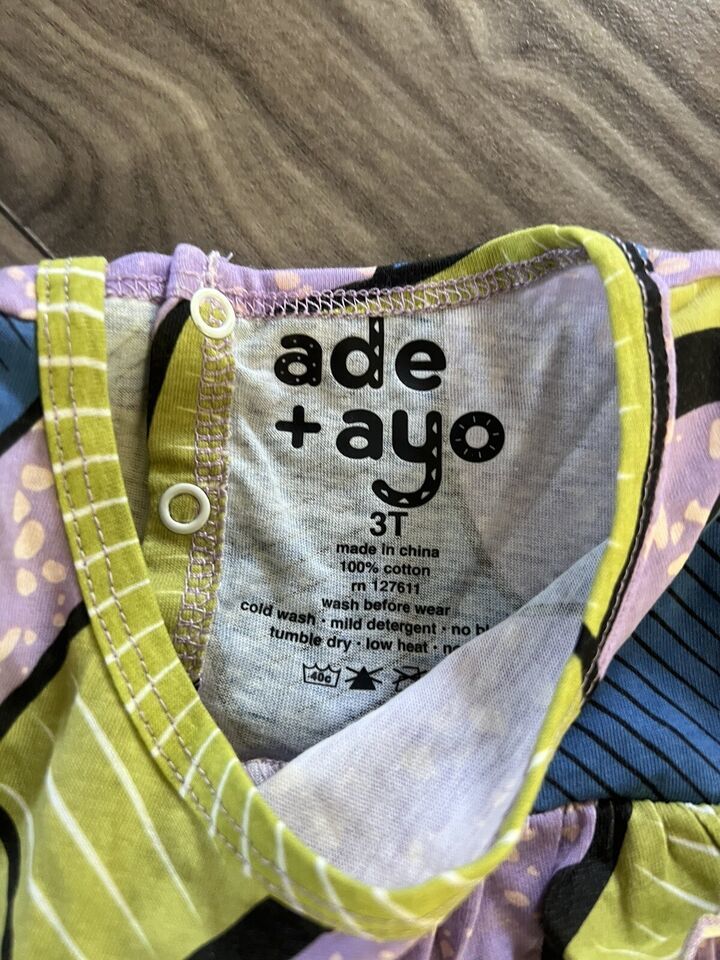 ade
+ ayo
3T
made in china
100% cotton
rn 127611
wash before wear
cold wash • mild detergent • no
tumble dry • low heat •
40c